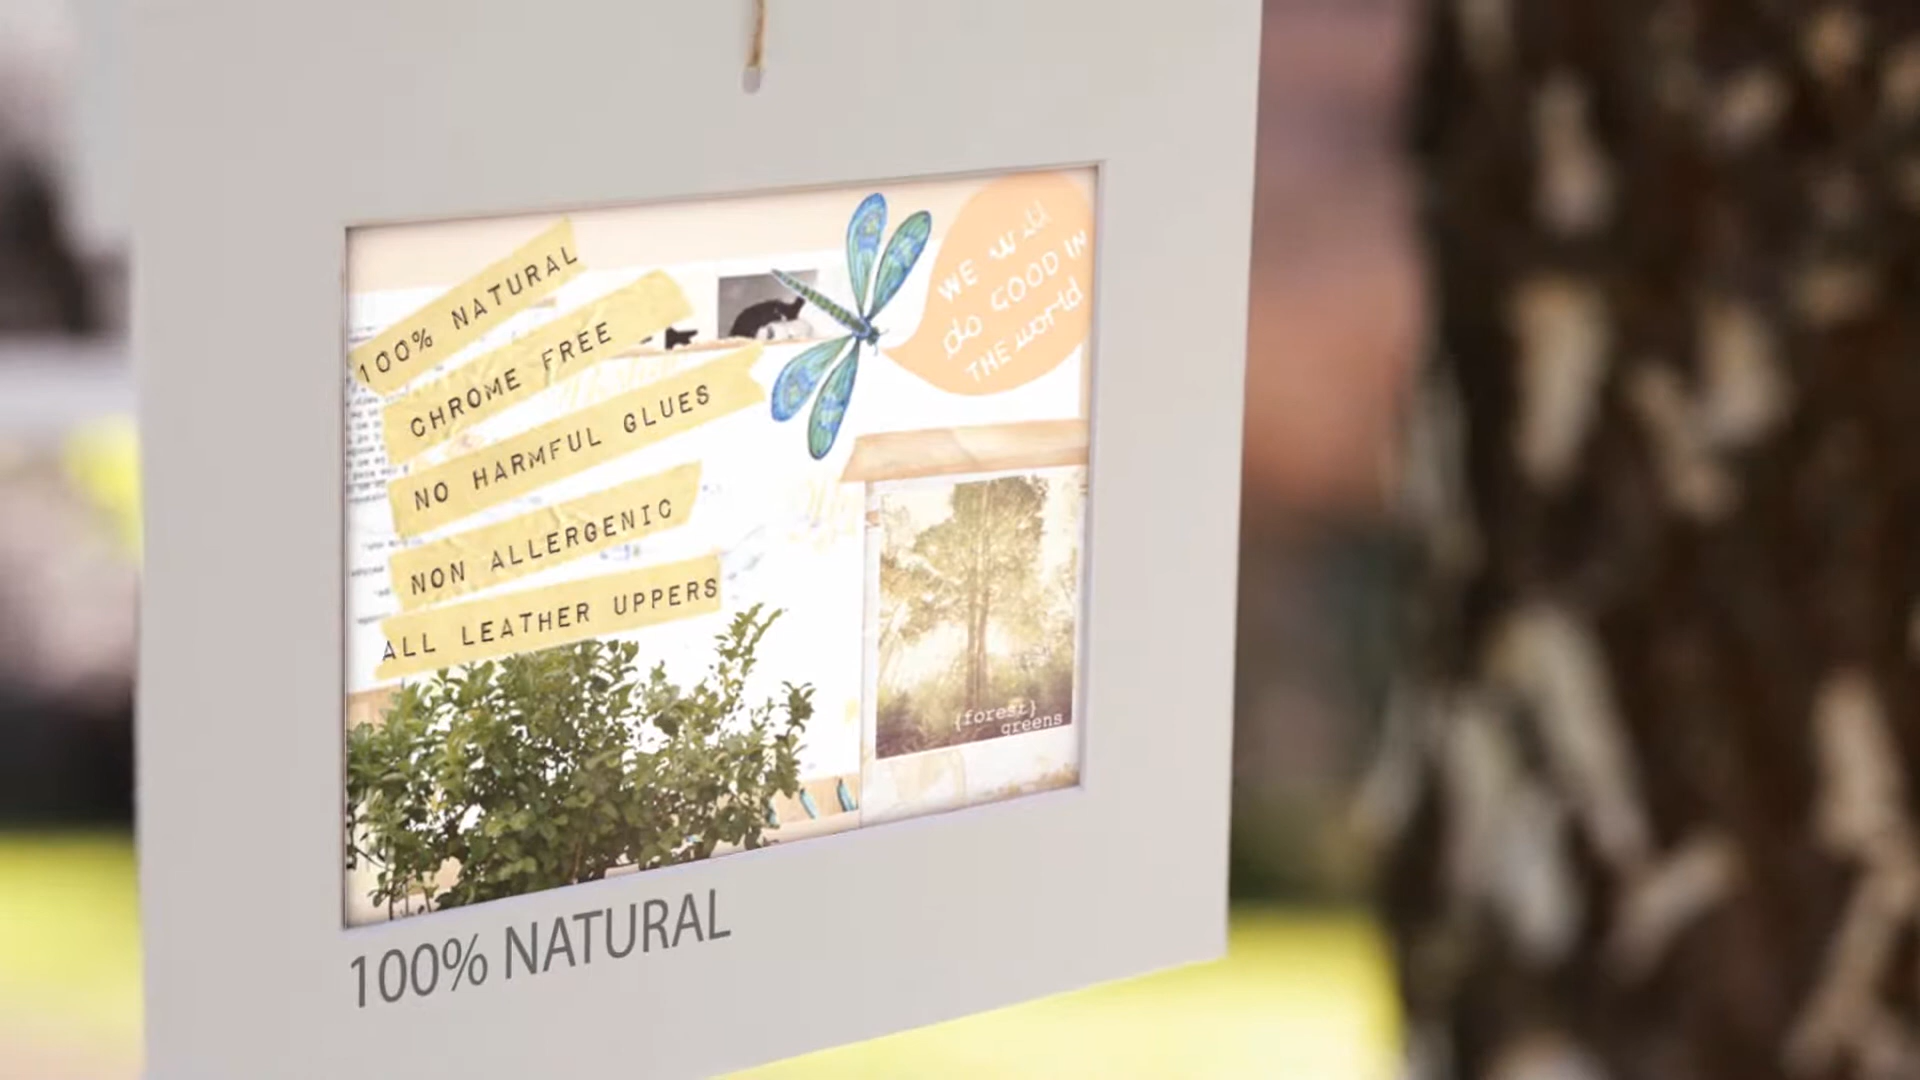 100% NATURAL
CHROME FREE
NO HARMFUL GLUES
NON ALLERGENIC
ALL LEATHER UPPERS
WE will
do GOOD IN
THE world
{forest}
greens
100% NATURAL